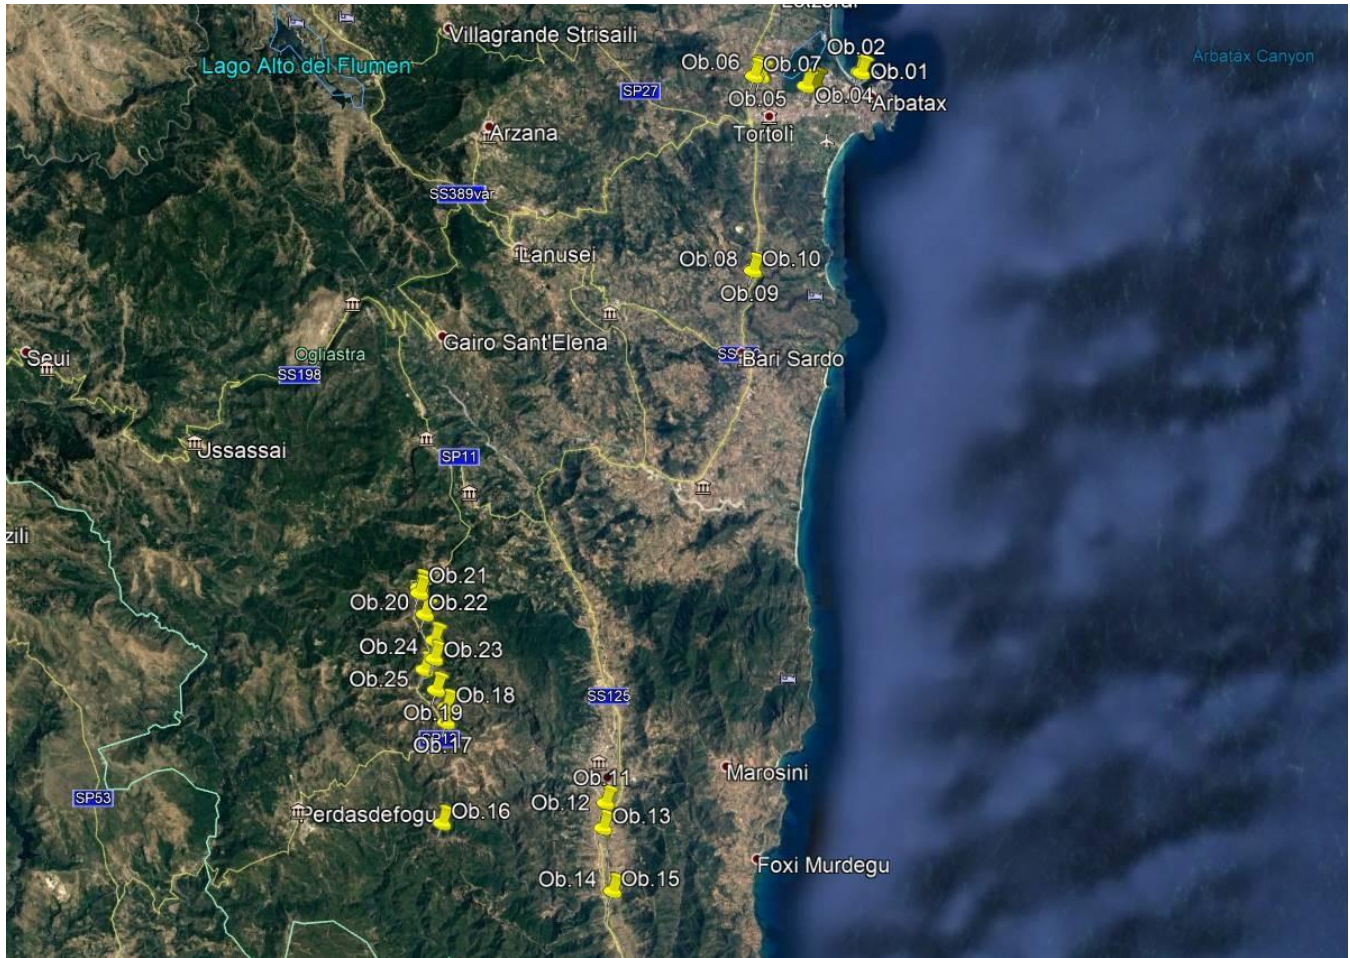 Villagrande Strisaili
Lago Alto del Flumen
SP27
Ob.06
Ob.07
Ob.02
Ob.01
Arbatax Canyon
Ob.05
Ob.04
Arbatax
Arzana
Tortolì
SS389var
Lanusei
Ob.08
Ob.10
Ob.09
Gairo Sant'Elena
Ogliastra
Seui
SS198
Bari Sardo
Ussassai
SP11
zili
Ob.21
Ob.20
Ob.22
Ob.24
Ob.23
Ob.25
Ob.18
SS125
Ob.19
Ob.17
Ob.11
Marosini
SP53
Ob.12
Perdasdefogu
Ob.16
Ob.13
Foxi Murdegu
Ob.14
Ob.15